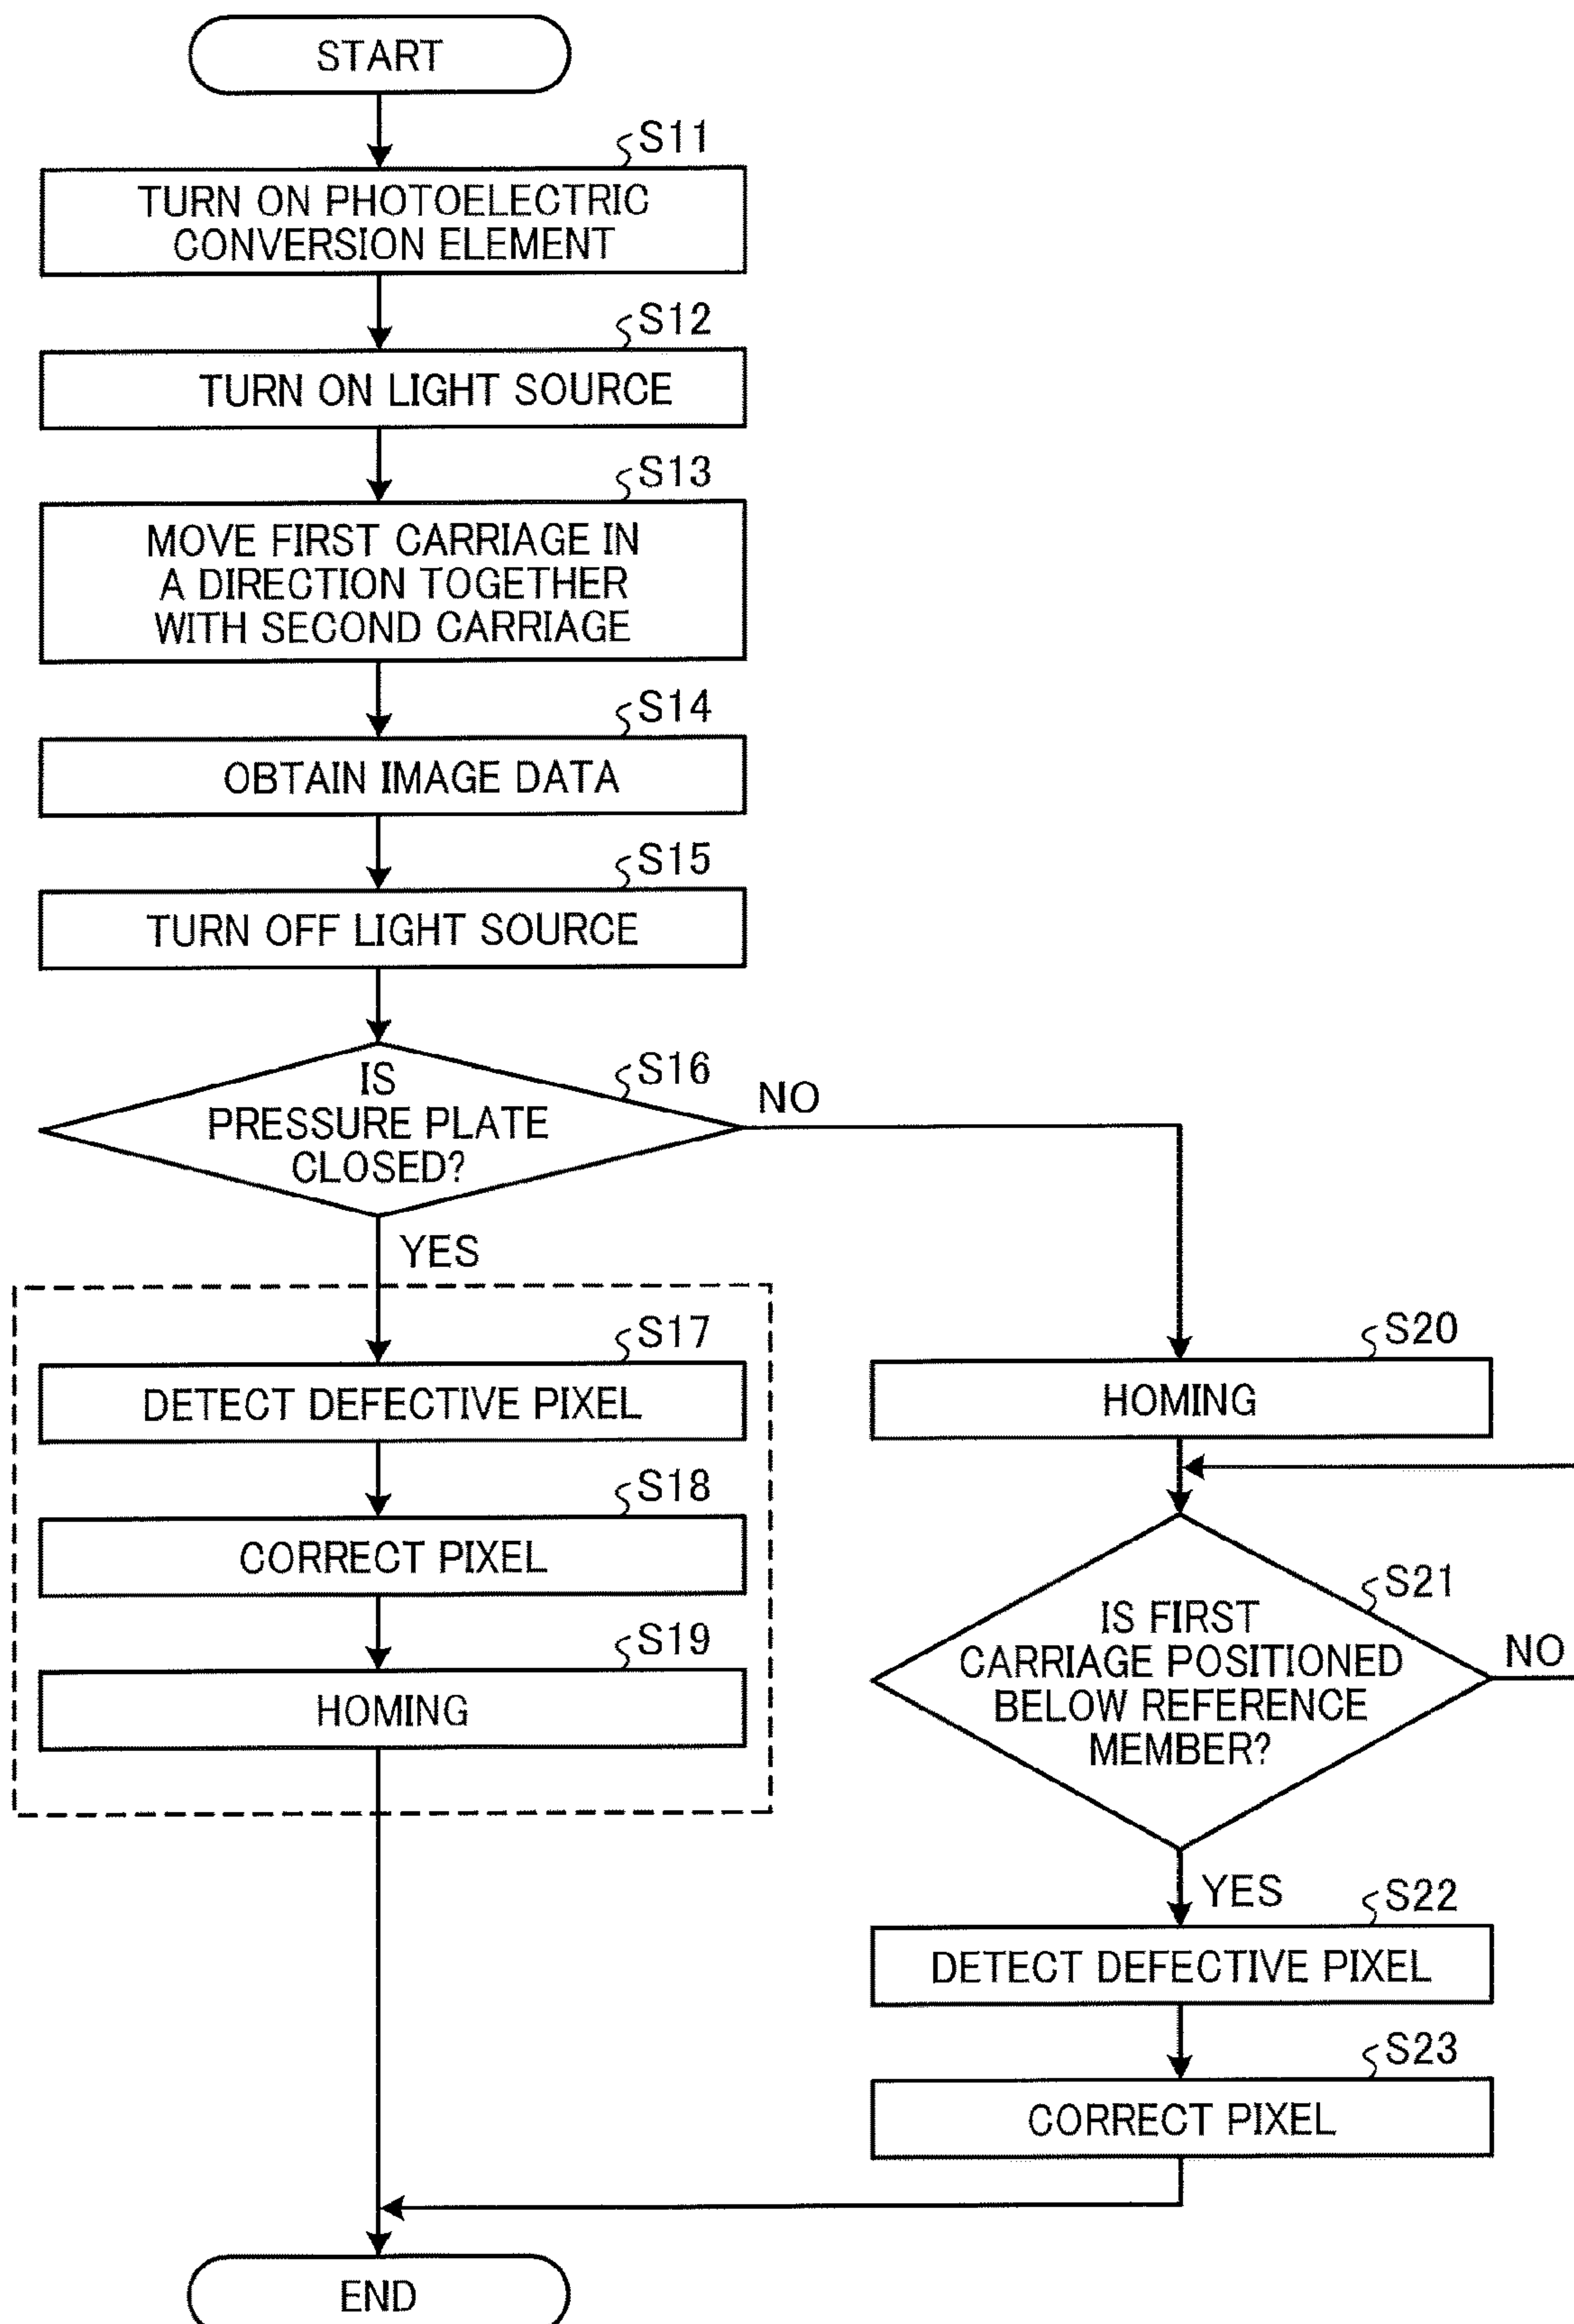 START
S11
TURN ON PHOTOELECTRIC
CONVERSION ELEMENT
S12
TURN ON LIGHT SOURCE
S13
MOVE FIRST CARRIAGE IN
A DIRECTION TOGETHER
WITH SECOND CARRIAGE
S14
OBTAIN IMAGE DATA
S15
TURN OFF LIGHT SOURCE
S16
IS
PRESSURE PLATE
CLOSED?
NO
YES
S17
DETECT DEFECTIVE PIXEL
S18
CORRECT PIXEL
S19
HOMING
S20
HOMING
S21
IS FIRST
CARRIAGE POSITIONED
BELOW REFERENCE
MEMBER?
NO
YES
S22
DETECT DEFECTIVE PIXEL
S23
CORRECT PIXEL
END